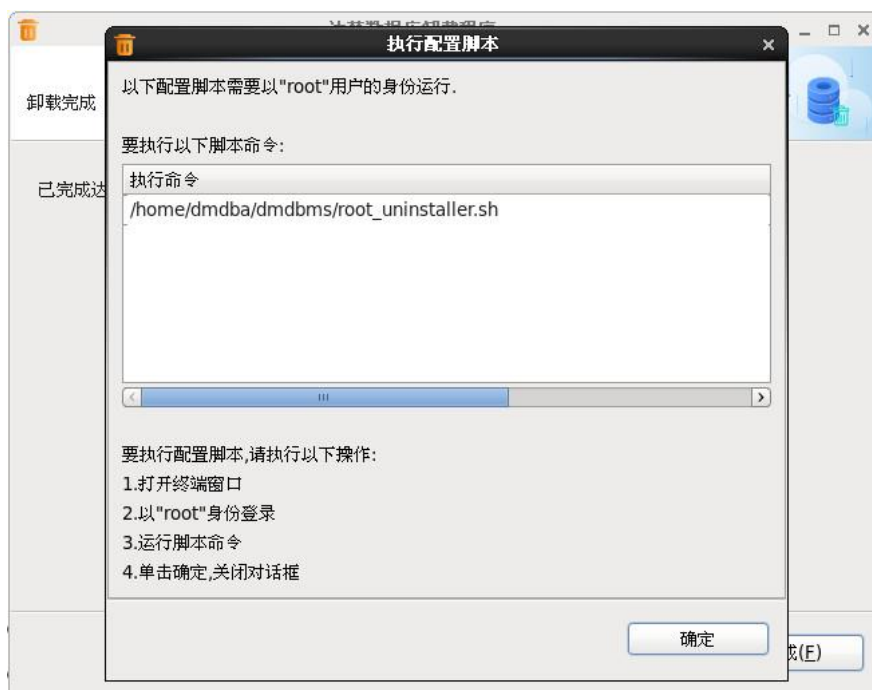 执行配置脚本
卸载完成
以下配置脚本需要以"root"用户的身份运行.
要执行以下脚本命令:
已完成达
执行命令
/home/dmdba/dmdbms/root_uninstaller.sh
要执行配置脚本,请执行以下操作:
1.打开终端窗口
2.以"root"身份登录
3.运行脚本命令
4.单击确定,关闭对话框
确定
(F)